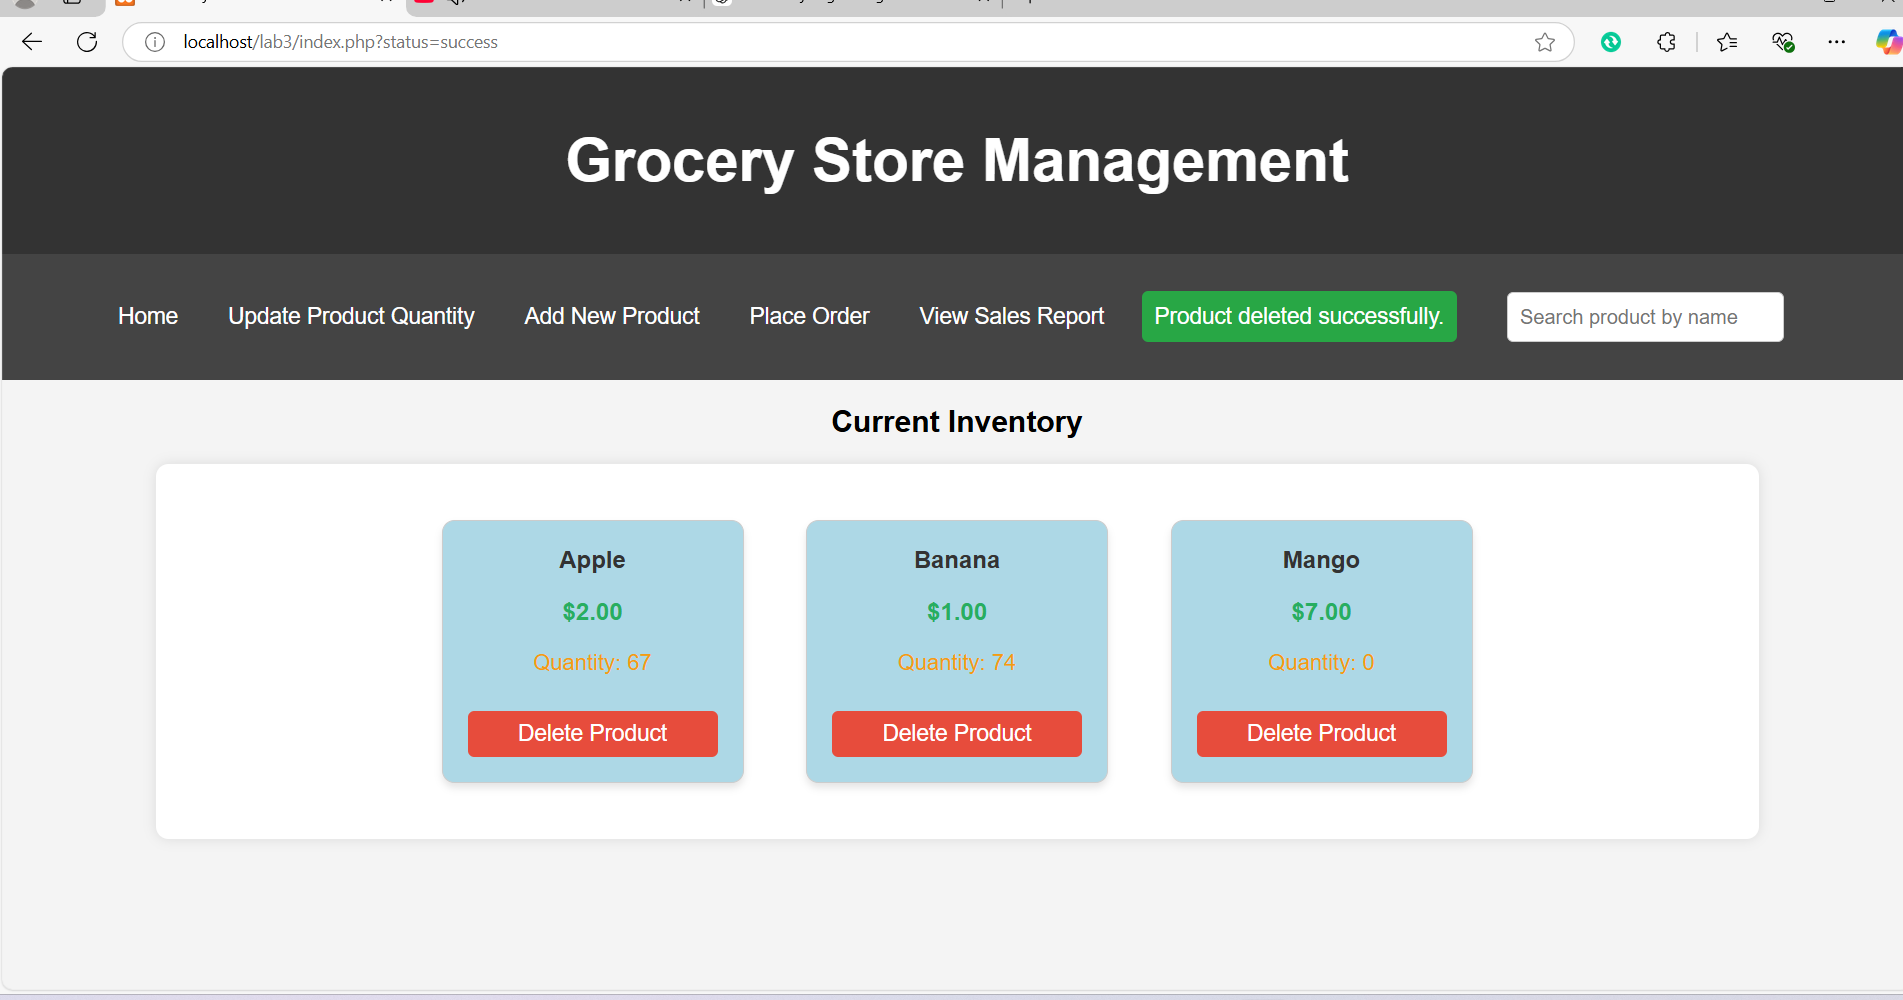 localhost/lab3/index.php?status=success
Grocery Store Management
Home
Update Product Quantity
Add New Product
Place Order
View Sales Report
Product deleted successfully.
Search product by name
Current Inventory
Apple
$2.00
Quantity: 67
Delete Product
Banana
$1.00
Quantity: 74
Delete Product
Mango
$7.00
Quantity: 0
Delete Product